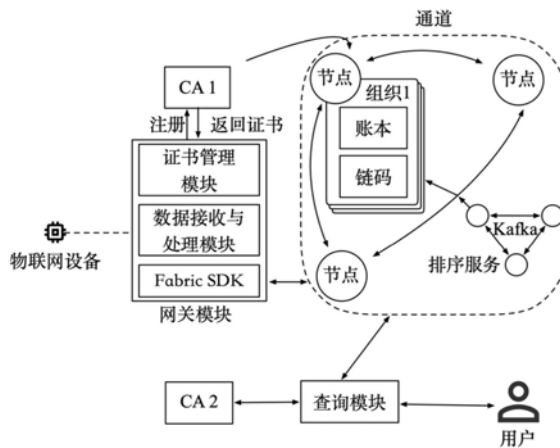 通道
CA 1
节点
节点
组织1
注册
返回证书
账本
证书管理
模块
链码
数据接收与
处理模块
Kafka
物联网设备
节点
排序服务
Fabric SDK
网关模块
CA 2
查询模块
用户